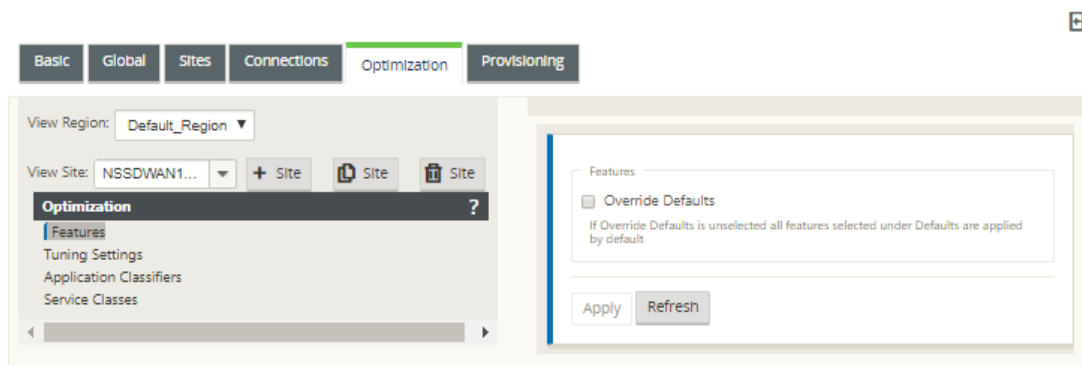 Basic Global Sites Connections Optimization Provisioning
View Region: Default_Region
View Site: NSSDWAN1... + Site Site Site
Optimization ?
Features
Tuning Settings
Application Classifiers
Service Classes
Features
Override Defaults
If Override Defaults is unselected all features selected under Defaults are applied
by default
Apply Refresh